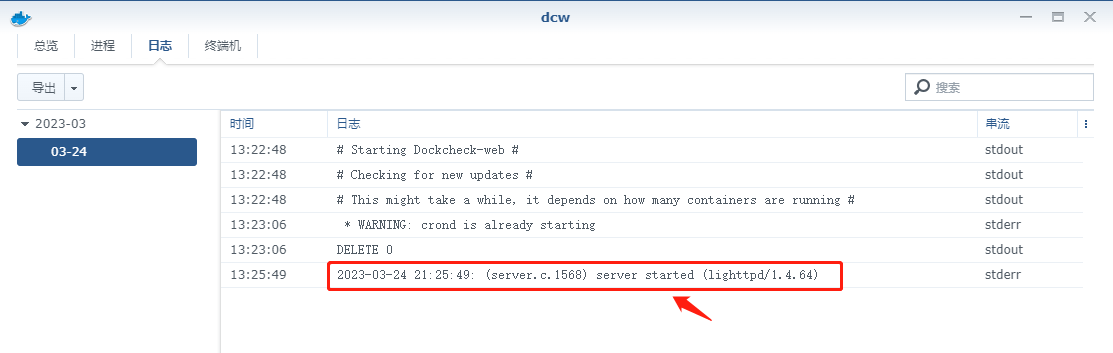 dcw
总览 进程 日志 终端机
导出 搜索
2023-03
03-24
时间 日志 串流
13:22:48 # Starting Dockcheck-web # stdout
13:22:48 # Checking for new updates # stdout
13:22:48 # This might take a while, it depends on how many containers are running # stdout
13:23:06 * WARNING: crond is already starting stderr
13:23:06 DELETE 0 stdout
13:25:49 2023-03-24 21:25:49: (server.c.1568) server started (lighttpd/1.4.64) stderr